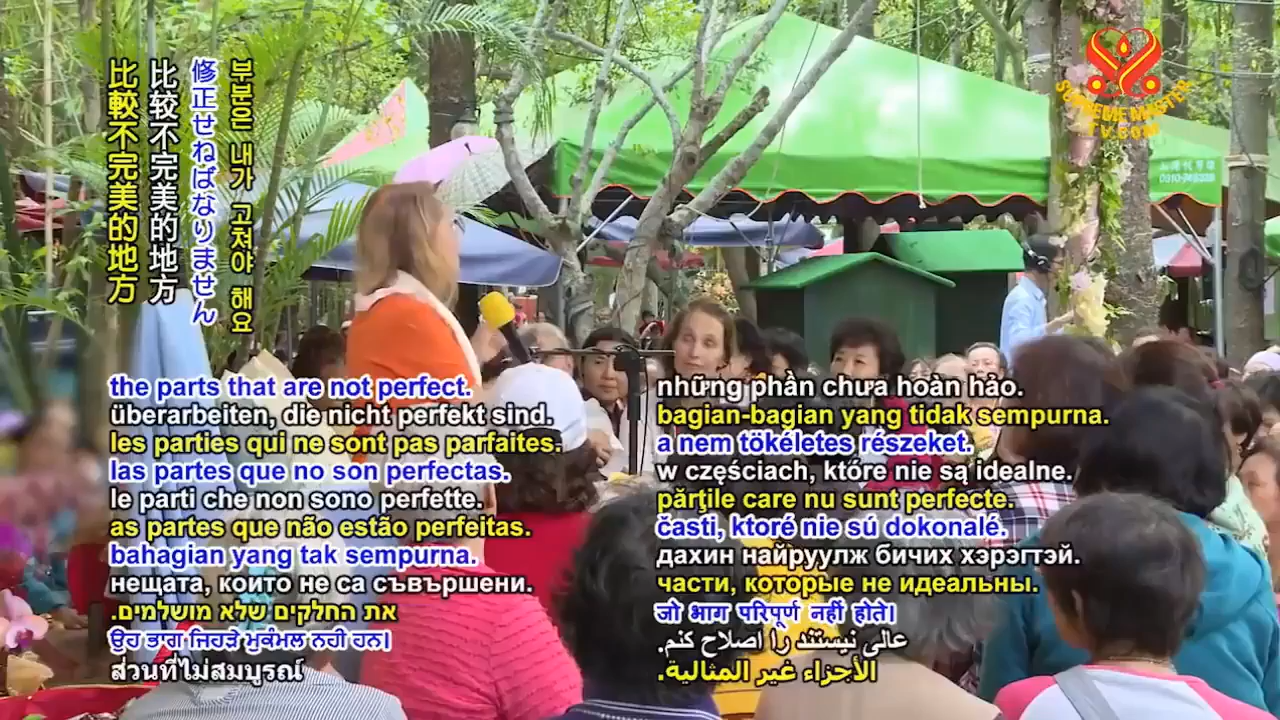 比較不完美的地方
比较不完美的地方
修正せねばなりません
부분은 내가 고쳐야 해요
SUPREME MASTER
TV.COM
0310-745328
the parts that are not perfect.
überarbeiten, die nicht perfekt sind.
les parties qui ne sont pas parfaites.
las partes que no son perfectas.
le parti che non sono perfette.
as partes que não estão perfeitas.
bahagian yang tak sempurna.
нещата, които не са съвършени.
את החלקים שלא מושלמים.
ਉਹ ਭਾਗ ਜਿਹੜੇ ਮੁਕੰਮਲ ਨਹੀ ਹਨ।
ส่วนที่ไม่สมบูรณ์
những phần chưa hoàn hảo.
bagian-bagian yang tidak sempurna.
a nem tökéletes részeket.
w częściach, które nie są idealne.
părţile care nu sunt perfecte.
časti, ktoré nie sú dokonalé.
дахин найруулж бичих хэрэгтэй.
части, которые не идеальны.
जो भाग परिपूर्ण नहीं होते।
عالی نیستند را اصلاح کنم.
الأجزاء غير المثالية.